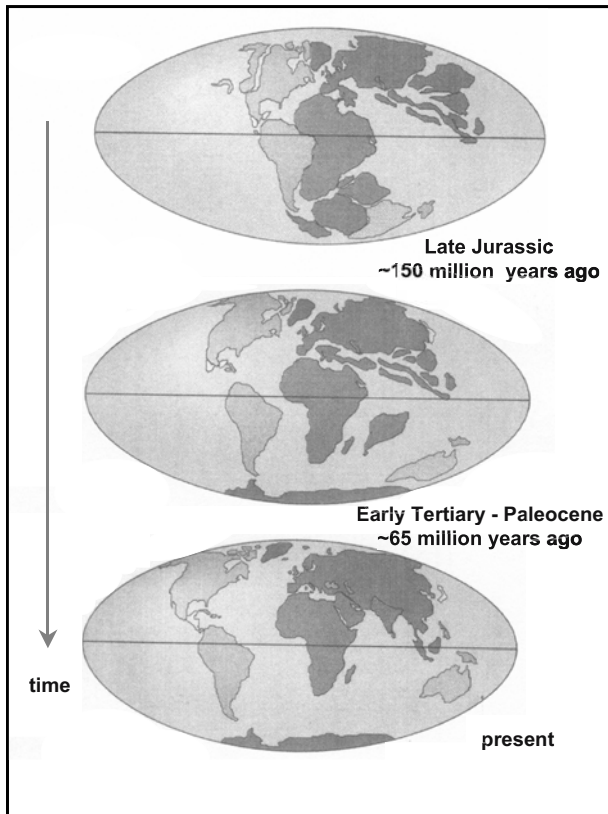 Late Jurassic
~150 million years ago
Early Tertiary - Paleocene
~65 million years ago
time
present